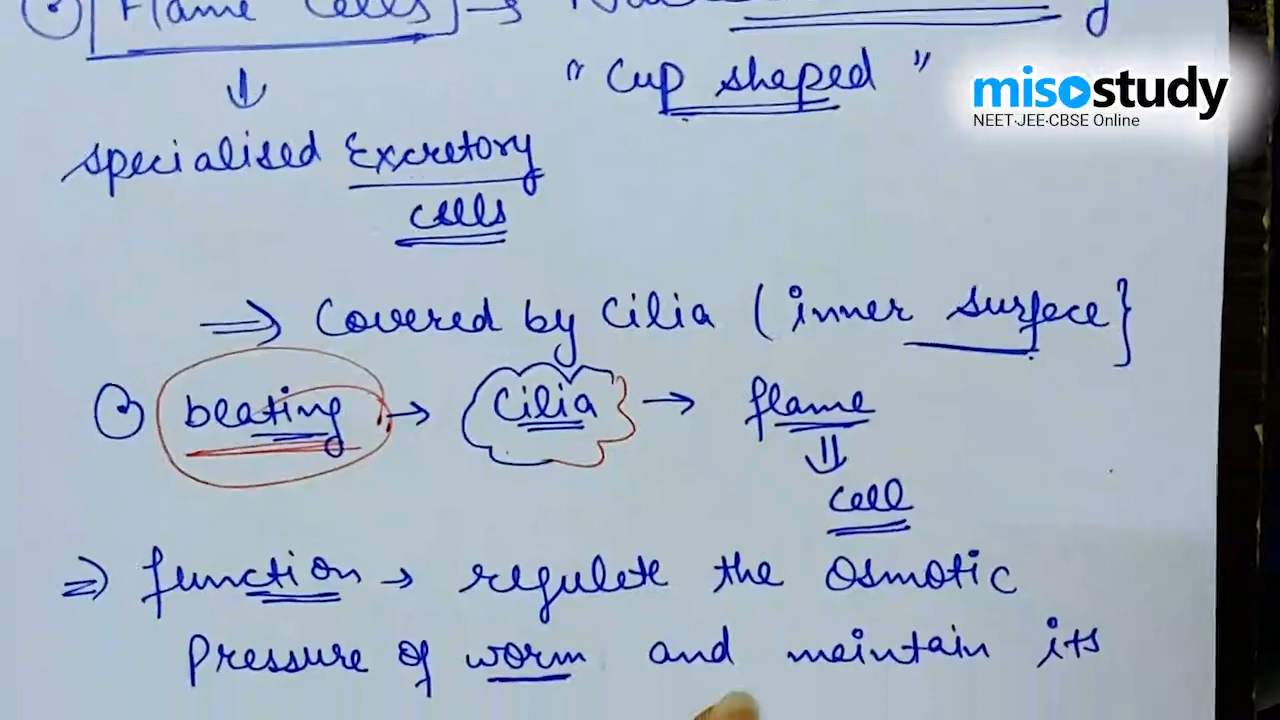 Flame Cells →
"Cup shaped"
misostudy
NEET-JEE-CBSE Online
↓
specialised Excretory
cells
⇒ Covered by Cilia (inner surface}
beating → Cilia → flame
⇓
cell
⇒ function → regulate the Osmotic
Pressure of worm and maintain its